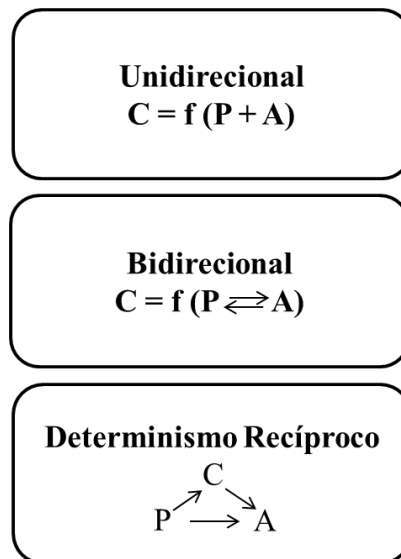 Unidirecional
C = f (P + A)
Bidirecional
C = f (P ⇄ A)
Determinismo Recíproco
C
P → A